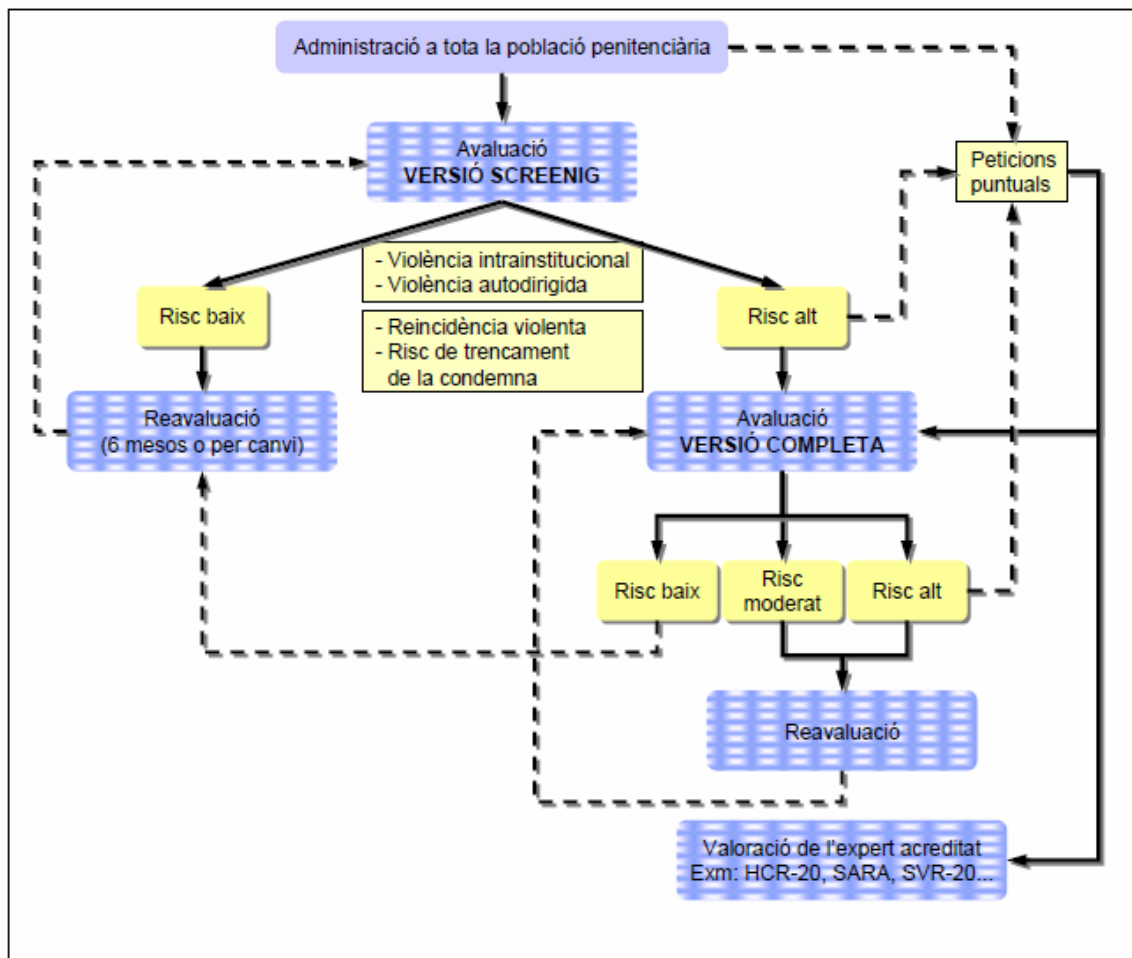 Administració a tota la població penitenciària
Avaluació
VERSIÓ SCREENIG
Peticions
puntuals
- Violència intrainstitucional
- Violència autodirigida
Risc baix
Risc alt
- Reincidència violenta
- Risc de trencament
de la condemna
Reavaluació
(6 mesos o per canvi)
Avaluació
VERSIÓ COMPLETA
Risc baix
Risc
moderat
Risc alt
Reavaluació
Valoració de l'expert acreditat
Exm: HCR-20, SARA, SVR-20...